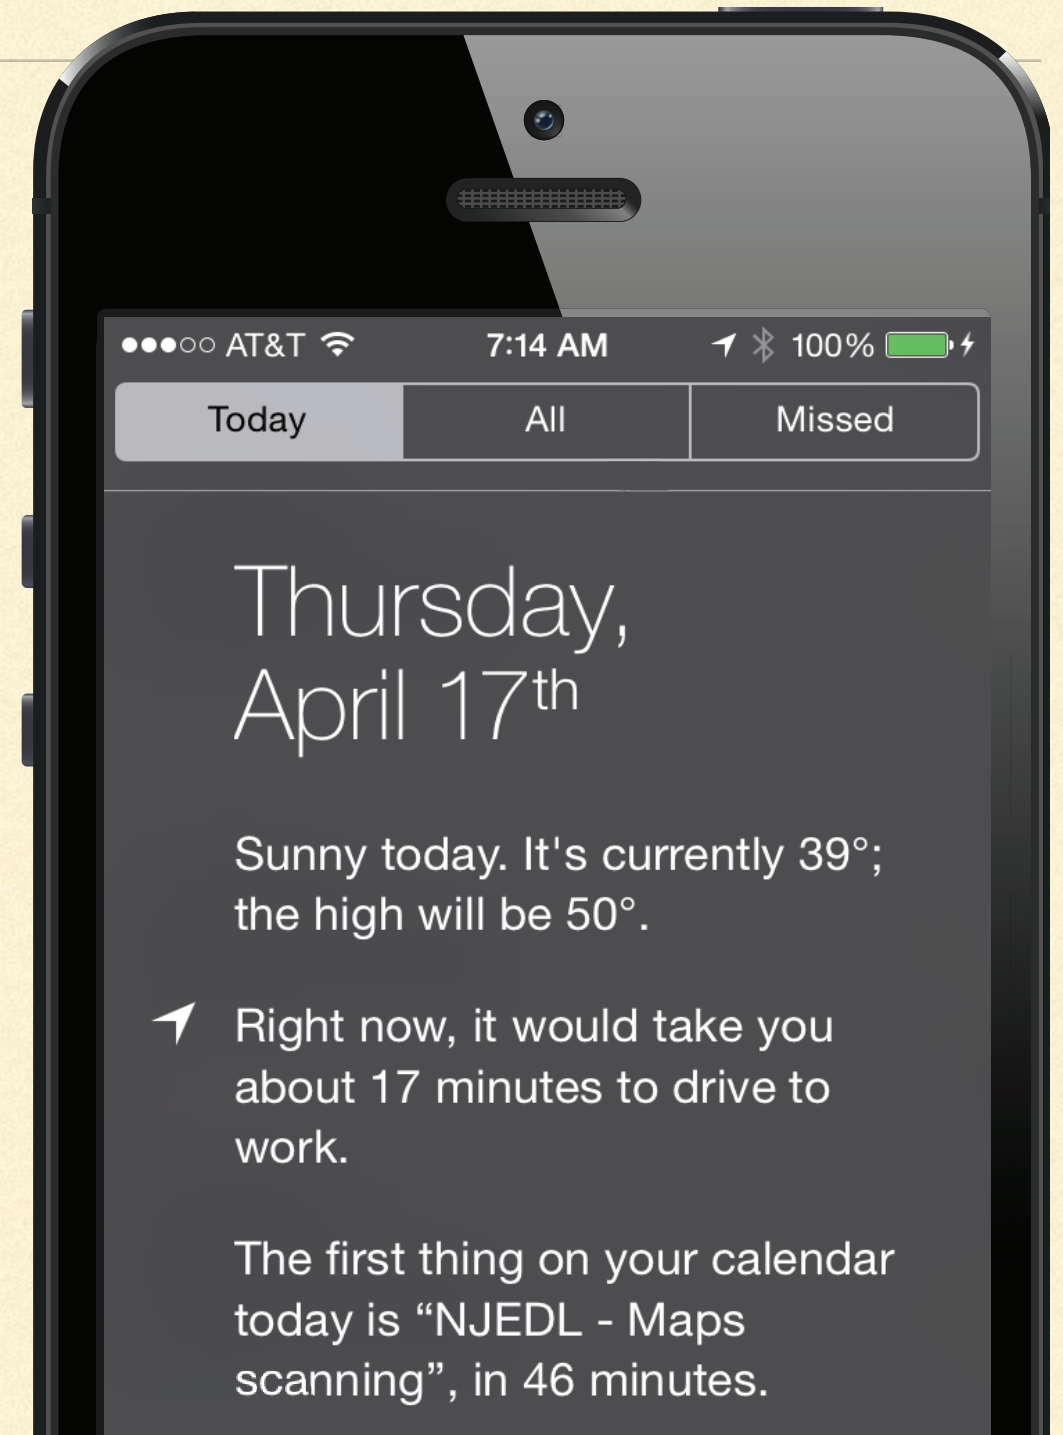 AT&T 7:14 AM 100%
Today All Missed
Thursday,
April 17th
Sunny today. It's currently 39°;
the high will be 50°.
Right now, it would take you
about 17 minutes to drive to
work.
The first thing on your calendar
today is “NJEDL - Maps
scanning”, in 46 minutes.